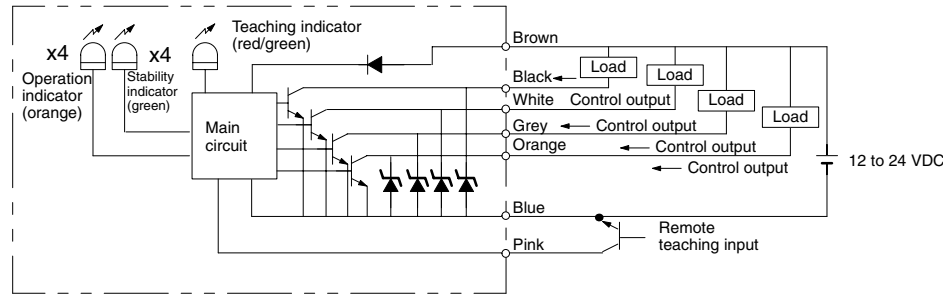 x4
x4
Teaching indicator
(red/green)
Operation
indicator
(orange)
Stability
indicator
(green)
Main
circuit
Brown
Black
White
Grey
Orange
Blue
Pink
Load
Load
Load
Load
Control output
Control output
Control output
Control output
12 to 24 VDC
Remote
teaching input